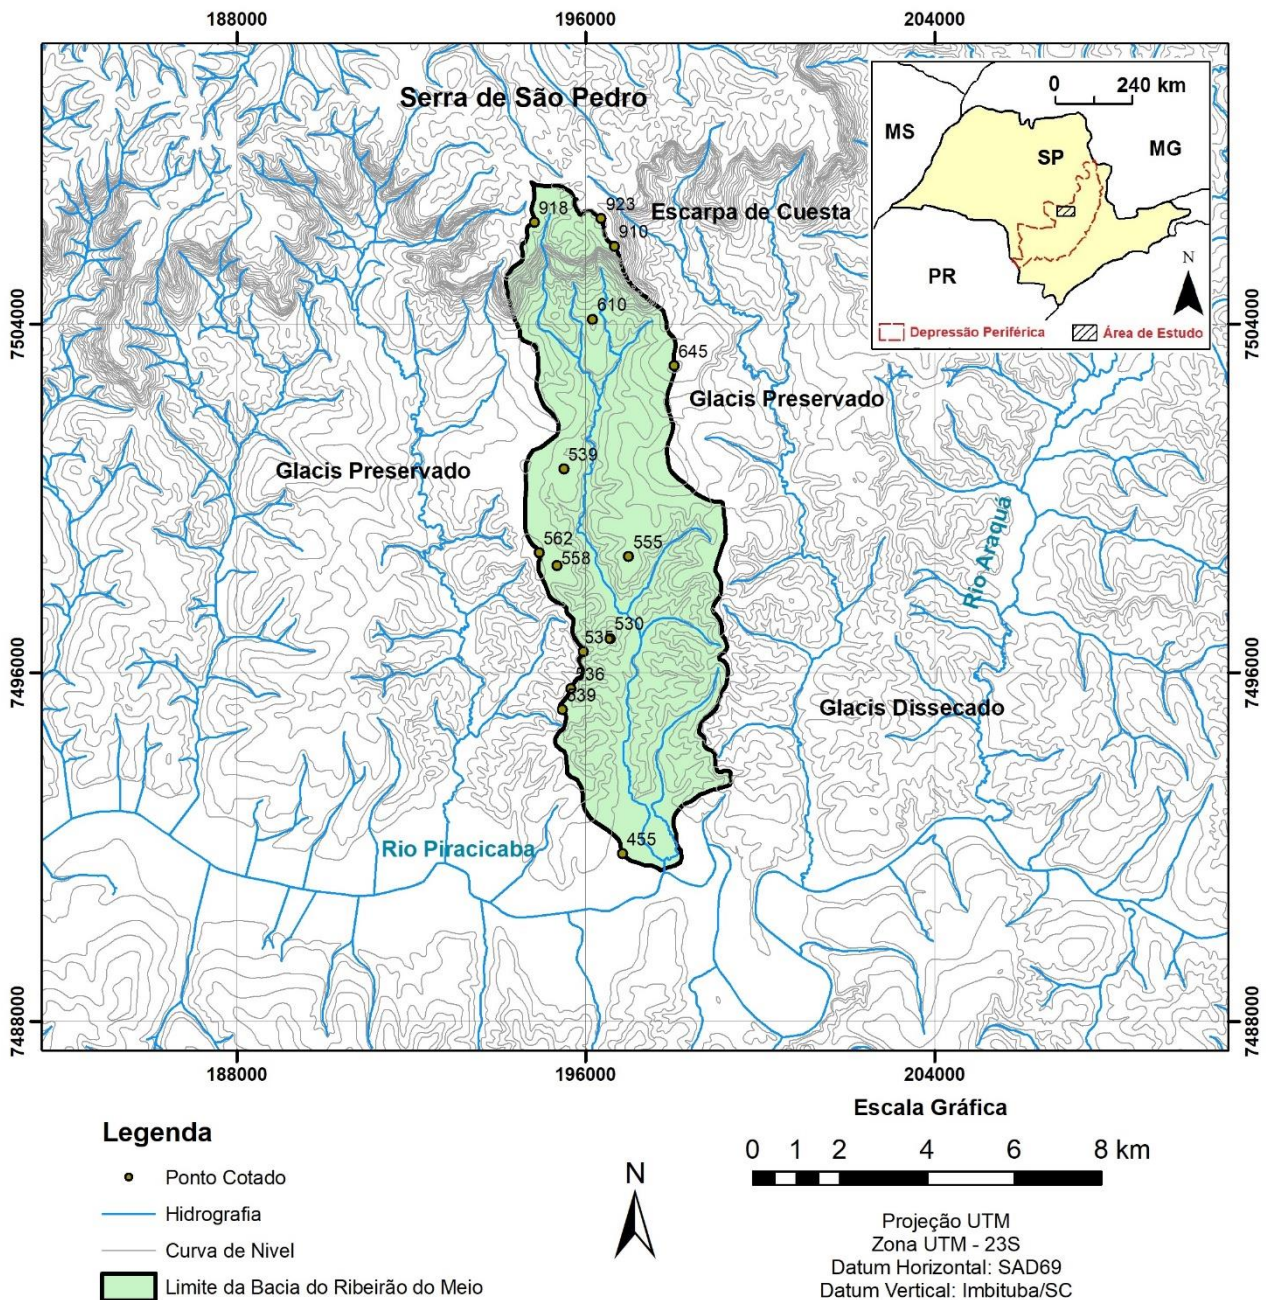 188000
196000
204000
Serra de São Pedro
0 240 km
MS
SP
MG
PR
N
Depressão Periférica
Área de Estudo
918
923
Escarpa de Cuesta
910
7504000
610
7504000
645
Glacis Preservado
539
Glacis Preservado
562
558
555
Rio Araquá
530
7496000
536
7496000
Glacis Dissecado
Rio Piracicaba
455
7488000
7488000
188000
196000
204000
Escala Gráfica
Legenda
0 1 2 4 6 8 km
Ponto Cotado
N
Hidrografia
Projeção UTM
Curva de Nivel
Zona UTM - 23S
Datum Horizontal: SAD69
Limite da Bacia do Ribeirão do Meio
Datum Vertical: Imbituba/SC